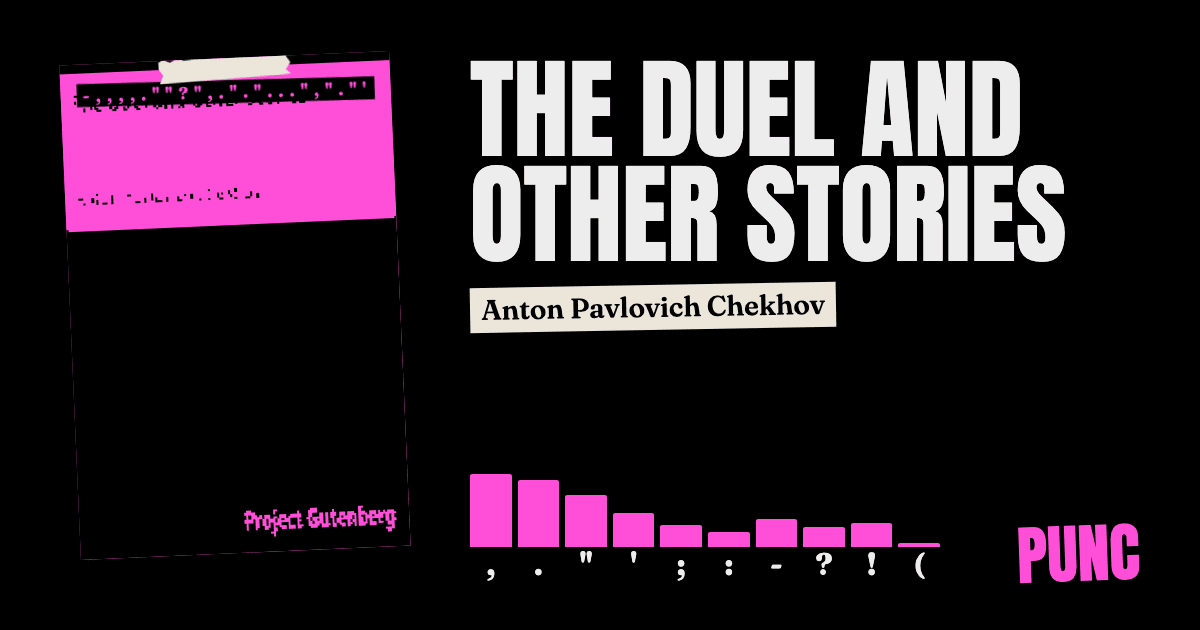 -,,,,.""?",.."."...",".."'
Project Gutenberg
THE DUEL AND
OTHER STORIES
Anton Pavlovich Chekhov
, . " ' ; : - ? ! (
PUNC